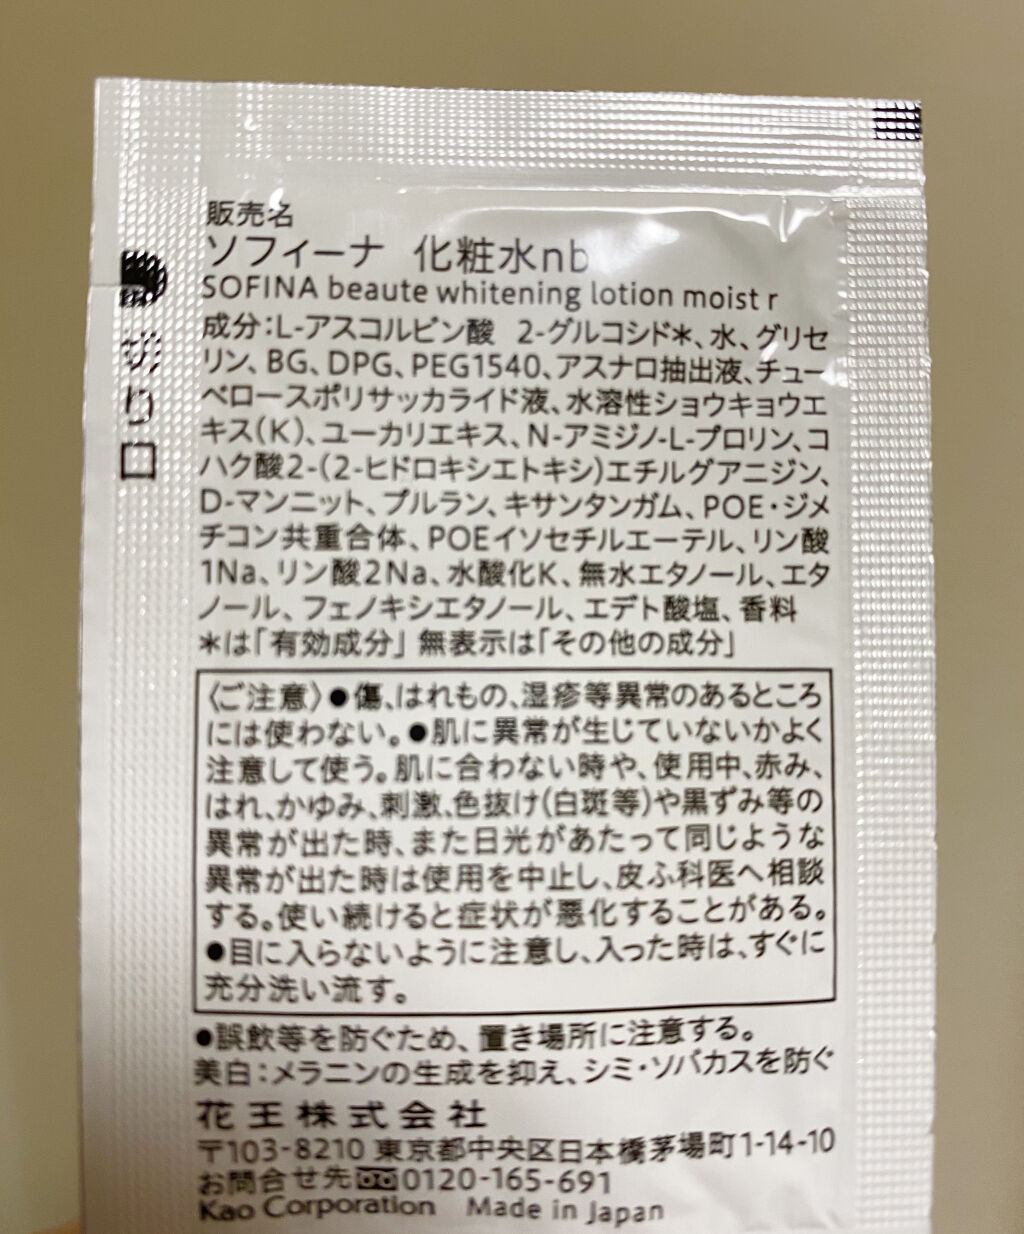 切り口
販売名
ソフィーナ 化粧水nb
SOFINA beaute whitening lotion moist r
成分:L-アスコルビン酸 2-グルコシド*、水、グリセ
リン、BG、DPG、PEG1540、アスナロ抽出液、チュー
ベロースポリサッカライド液、水溶性ショウキョウエ
キス(K)、ユーカリエキス、N-アミジノ-L-プロリン、コ
ハク酸2-(2-ヒドロキシエトキシ)エチルグアニジン、
D-マンニット、プルラン、キサンタンガム、POE・ジメ
チコン共重合体、POEイソセチルエーテル、リン酸
1Na、リン酸2Na、水酸化K、無水エタノール、エタ
ノール、フェノキシエタノール、エデト酸塩、香料
*は「有効成分」 無表示は「その他の成分」
〈ご注意〉●傷、はれもの、湿疹等異常のあるところ
には使わない。●肌に異常が生じていないかよく
注意して使う。肌に合わない時や、使用中、赤み、
はれ、かゆみ、刺激、色抜け(白斑等)や黒ずみ等の
異常が出た時、また日光があたって同じような
異常が出た時は使用を中止し、皮ふ科医へ相談
する。使い続けると症状が悪化することがある。
●目に入らないように注意し、入った時は、すぐに
充分洗い流す。
●誤飲等を防ぐため、置き場所に注意する。
美白:メラニンの生成を抑え、シミ・ソバカスを防ぐ
花王株式会社
〒103-8210 東京都中央区日本橋茅場町1-14-10
お問合せ先 0120-165-691
Kao Corporation Made in Japan